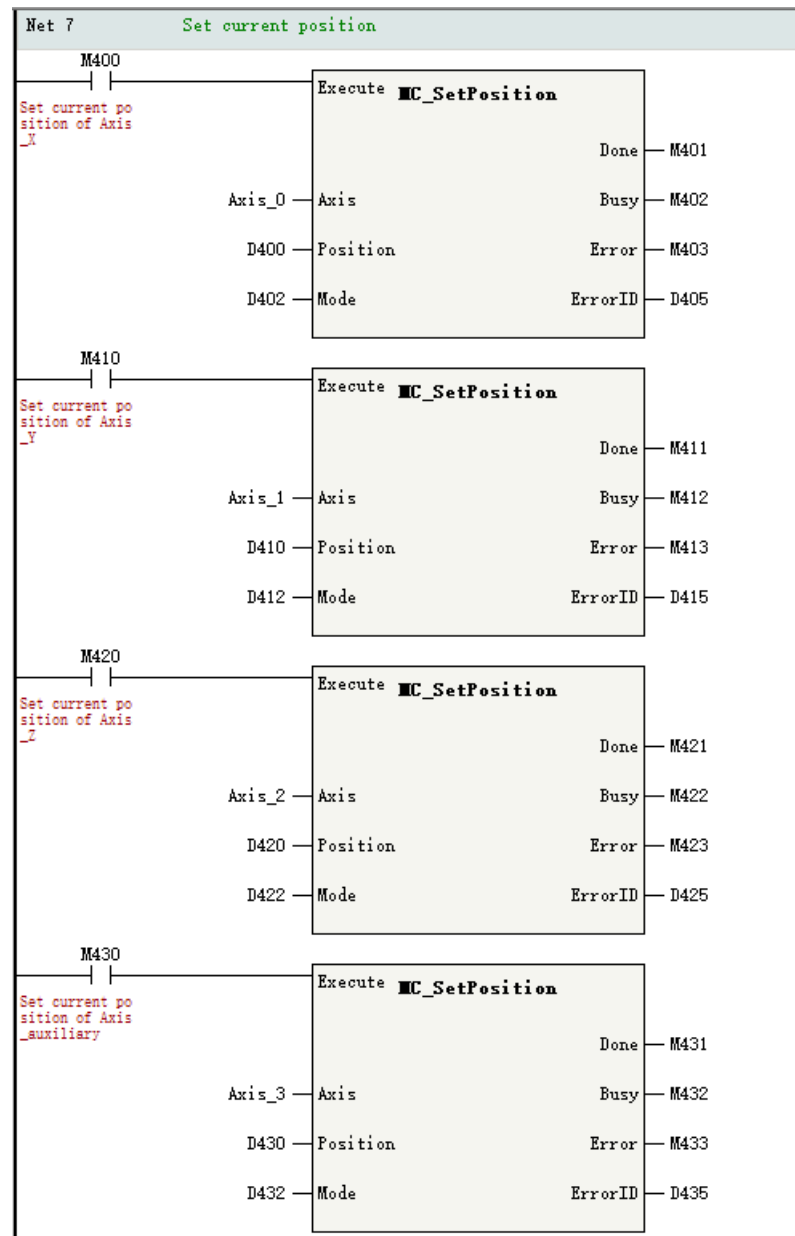 Net 7 Set current position
M400
Execute MC_SetPosition
Set current po
sition of Axis
_X
Done M401
Axis_0 Axis Busy M402
D400 Position Error M403
D402 Mode ErrorID D405
M410
Execute MC_SetPosition
Set current po
sition of Axis
_Y
Done M411
Axis_1 Axis Busy M412
D410 Position Error M413
D412 Mode ErrorID D415
M420
Execute MC_SetPosition
Set current po
sition of Axis
_Z
Done M421
Axis_2 Axis Busy M422
D420 Position Error M423
D422 Mode ErrorID D425
M430
Execute MC_SetPosition
Set current po
sition of Axis
_auxiliary
Done M431
Axis_3 Axis Busy M432
D430 Position Error M433
D432 Mode ErrorID D435